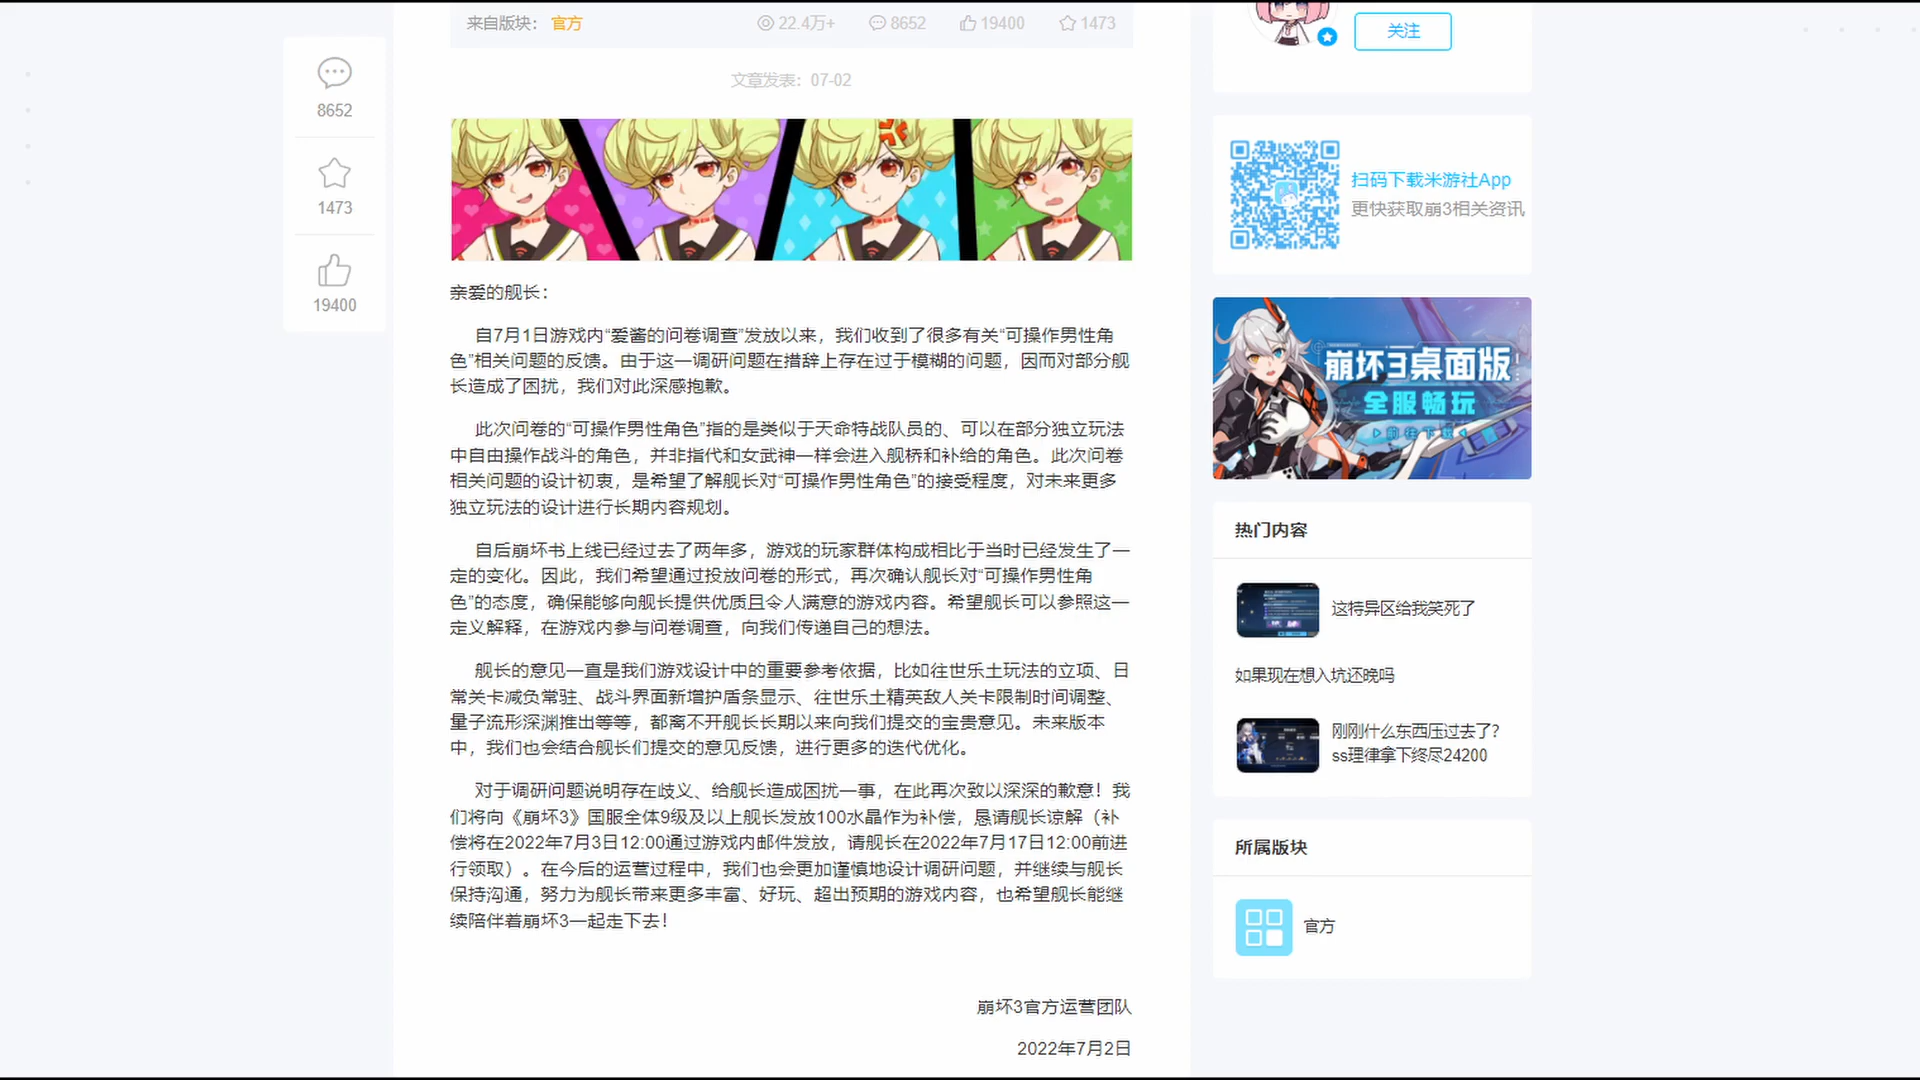 来自版块：官方
22.4万+ 8652 19400 1473
8652
1473
19400
文章发表：07-02
亲爱的舰长：
自7月1日游戏内“爱酱的问卷调查”发放以来，我们收到了很多有关“可操作男性角
色”相关问题的反馈。由于这一调研问题在措辞上存在过于模糊的问题，因而对部分舰
长造成了困扰，我们对此深感抱歉。
此次问卷的“可操作男性角色”指的是类似于天命特战队员的、可以在部分独立玩法
中自由操作战斗的角色，并非指代和女武神一样会进入舰桥和补给的角色。此次问卷
相关问题的设计初衷，是希望了解舰长对“可操作男性角色”的接受程度，对未来更多
独立玩法的设计进行长期内容规划。
自后崩坏书上线已经过去了两年多，游戏的玩家群体构成相比于当时已经发生了一
定的变化。因此，我们希望通过投放问卷的形式，再次确认舰长对“可操作男性角
色”的态度，确保能够向舰长提供优质且令人满意的游戏内容。希望舰长可以参照这一
定义解释，在游戏内参与问卷调查，向我们传递自己的想法。
舰长的意见一直是我们游戏设计中的重要参考依据，比如往世乐土玩法的立项、日
常关卡减负常驻、战斗界面新增护盾条显示、往世乐土精英敌人关卡限制时间调整、
量子流形深渊推出等等，都离不开舰长长期以来向我们提交的宝贵意见。未来版本
中，我们也会结合舰长们提交的意见反馈，进行更多的迭代优化。
对于调研问题说明存在歧义、给舰长造成困扰一事，在此再次致以深深的歉意！我
们将向《崩坏3》国服全体9级及以上舰长发放100水晶作为补偿，恳请舰长谅解（补
偿将在2022年7月3日12:00通过游戏内邮件发放，请舰长在2022年7月17日12:00前进
行领取）。在今后的运营过程中，我们也会更加谨慎地设计调研问题，并继续与舰长
保持沟通，努力为舰长带来更多丰富、好玩、超出预期的游戏内容，也希望舰长能继
续陪伴着崩坏3一起走下去！
崩坏3官方运营团队
2022年7月2日
关注
扫码下载米游社App
更快获取崩3相关资讯
崩坏3桌面版
全服畅玩
前往下载
热门内容
这特异区给我笑死了
如果现在想入坑还晚吗
刚刚什么东西压过去了？
ss理律拿下终尽24200
所属版块
官方